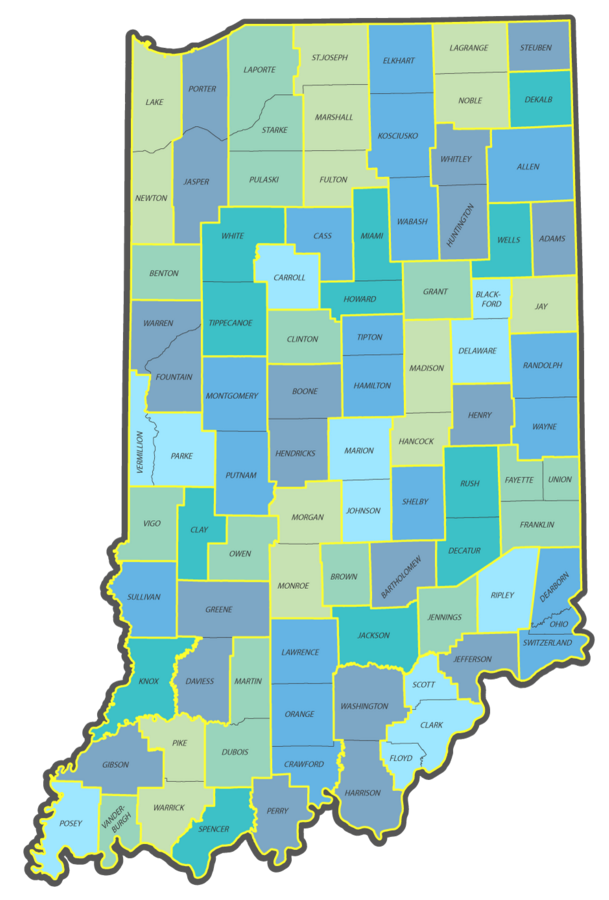 STEUBEN
LAGRANGE
ST.JOSEPH
ELKHART
LAPORTE
PORTER
LAKE
NOBLE
DEKALB
MARSHALL
STARKE
KOSCIUSKO
WHITLEY
ALLEN
JASPER
PULASKI
FULTON
NEWTON
WABASH
HUNTINGTON
WHITE
CASS
MIAMI
WELLS
ADAMS
BENTON
CARROLL
HOWARD
GRANT
BLACK-
FORD
JAY
WARREN
TIPPECANOE
CLINTON
TIPTON
DELAWARE
MADISON
RANDOLPH
FOUNTAIN
MONTGOMERY
BOONE
HAMILTON
HENRY
WAYNE
VERMILLION
PARKE
PUTNAM
HENDRICKS
MARION
HANCOCK
RUSH
FAYETTE
UNION
SHELBY
JOHNSON
MORGAN
VIGO
CLAY
OWEN
FRANKLIN
DECATUR
MONROE
BROWN
BARTHOLOMEW
DEARBORN
RIPLEY
SULLIVAN
GREENE
JENNINGS
OHIO
JACKSON
SWITZERLAND
LAWRENCE
JEFFERSON
KNOX
DAVIESS
MARTIN
SCOTT
WASHINGTON
ORANGE
CLARK
PIKE
DUBOIS
GIBSON
CRAWFORD
FLOYD
HARRISON
WARRICK
PERRY
POSEY
VANDER-
BURGH
SPENCER